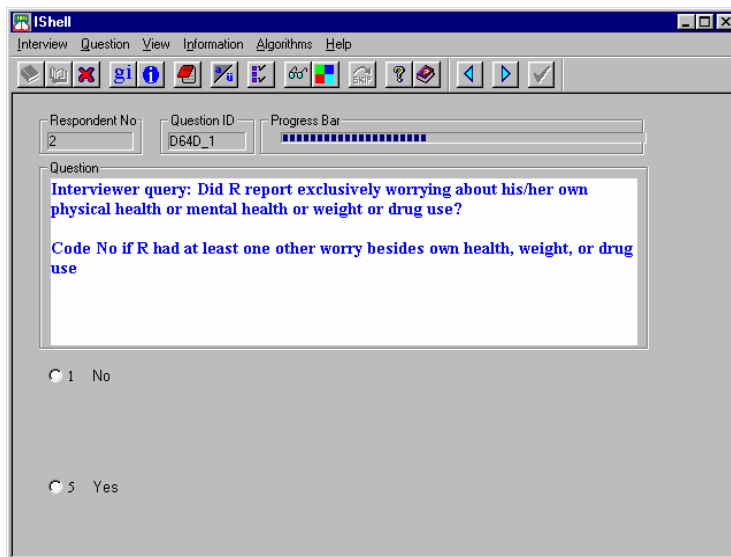 IShell
Interview Question View Information Algorithms Help
gi i a/ü SKIP ?
Respondent No Question ID Progress Bar
2 D64D_1
Question
Interviewer query: Did R report exclusively worrying about his/her own
physical health or mental health or weight or drug use?
Code No if R had at least one other worry besides own health, weight, or drug
use
1 No
5 Yes